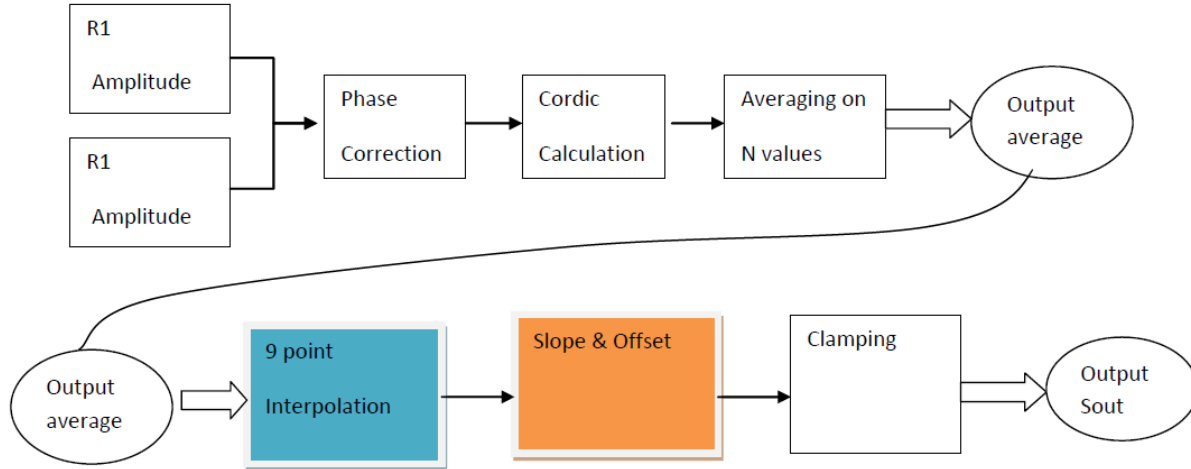 R1
Amplitude
R1
Amplitude
Phase
Correction
Cordic
Calculation
Averaging on
N values
Output
average
Output
average
9 point
Interpolation
Slope & Offset
Clamping
Output
Sout